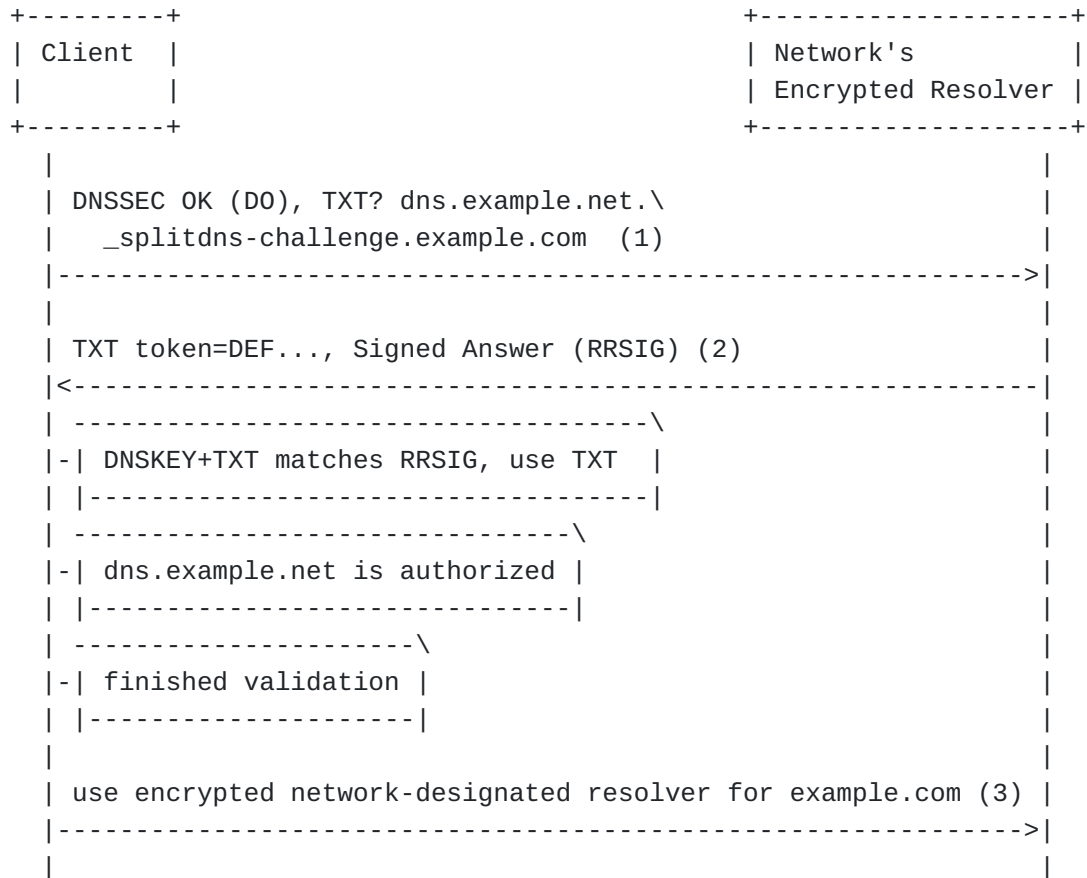 Client
Network's
Encrypted Resolver
DNSSEC OK (DO), TXT? dns.example.net.\
_splitdns-challenge.example.com (1)
TXT token=DEF..., Signed Answer (RRSIG) (2)
DNSKEY+TXT matches RRSIG, use TXT
dns.example.net is authorized
finished validation
use encrypted network-designated resolver for example.com (3)